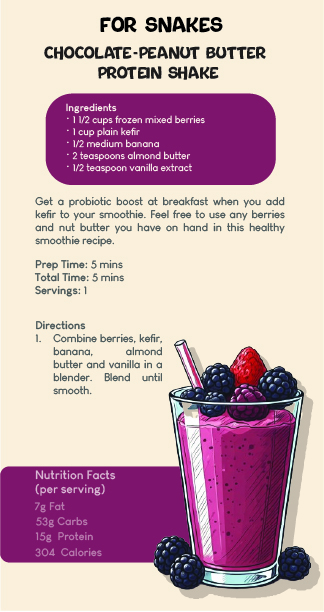 FOR SNAKES
CHOCOLATE-PEANUT BUTTER
PROTEIN SHAKE
Ingredients
· 1 1/2 cups frozen mixed berries
· 1 cup plain kefir
· 1/2 medium banana
· 2 teaspoons almond butter
· 1/2 teaspoon vanilla extract
Get a probiotic boost at breakfast when you add
kefir to your smoothie. Feel free to use any berries
and nut butter you have on hand in this healthy
smoothie recipe.
Prep Time: 5 mins
Total Time: 5 mins
Servings: 1
Directions
1. Combine berries, kefir,
banana, almond
butter and vanilla in a
blender. Blend until
smooth.
Nutrition Facts
(per serving)
7g Fat
53g Carbs
15g Protein
304 Calories